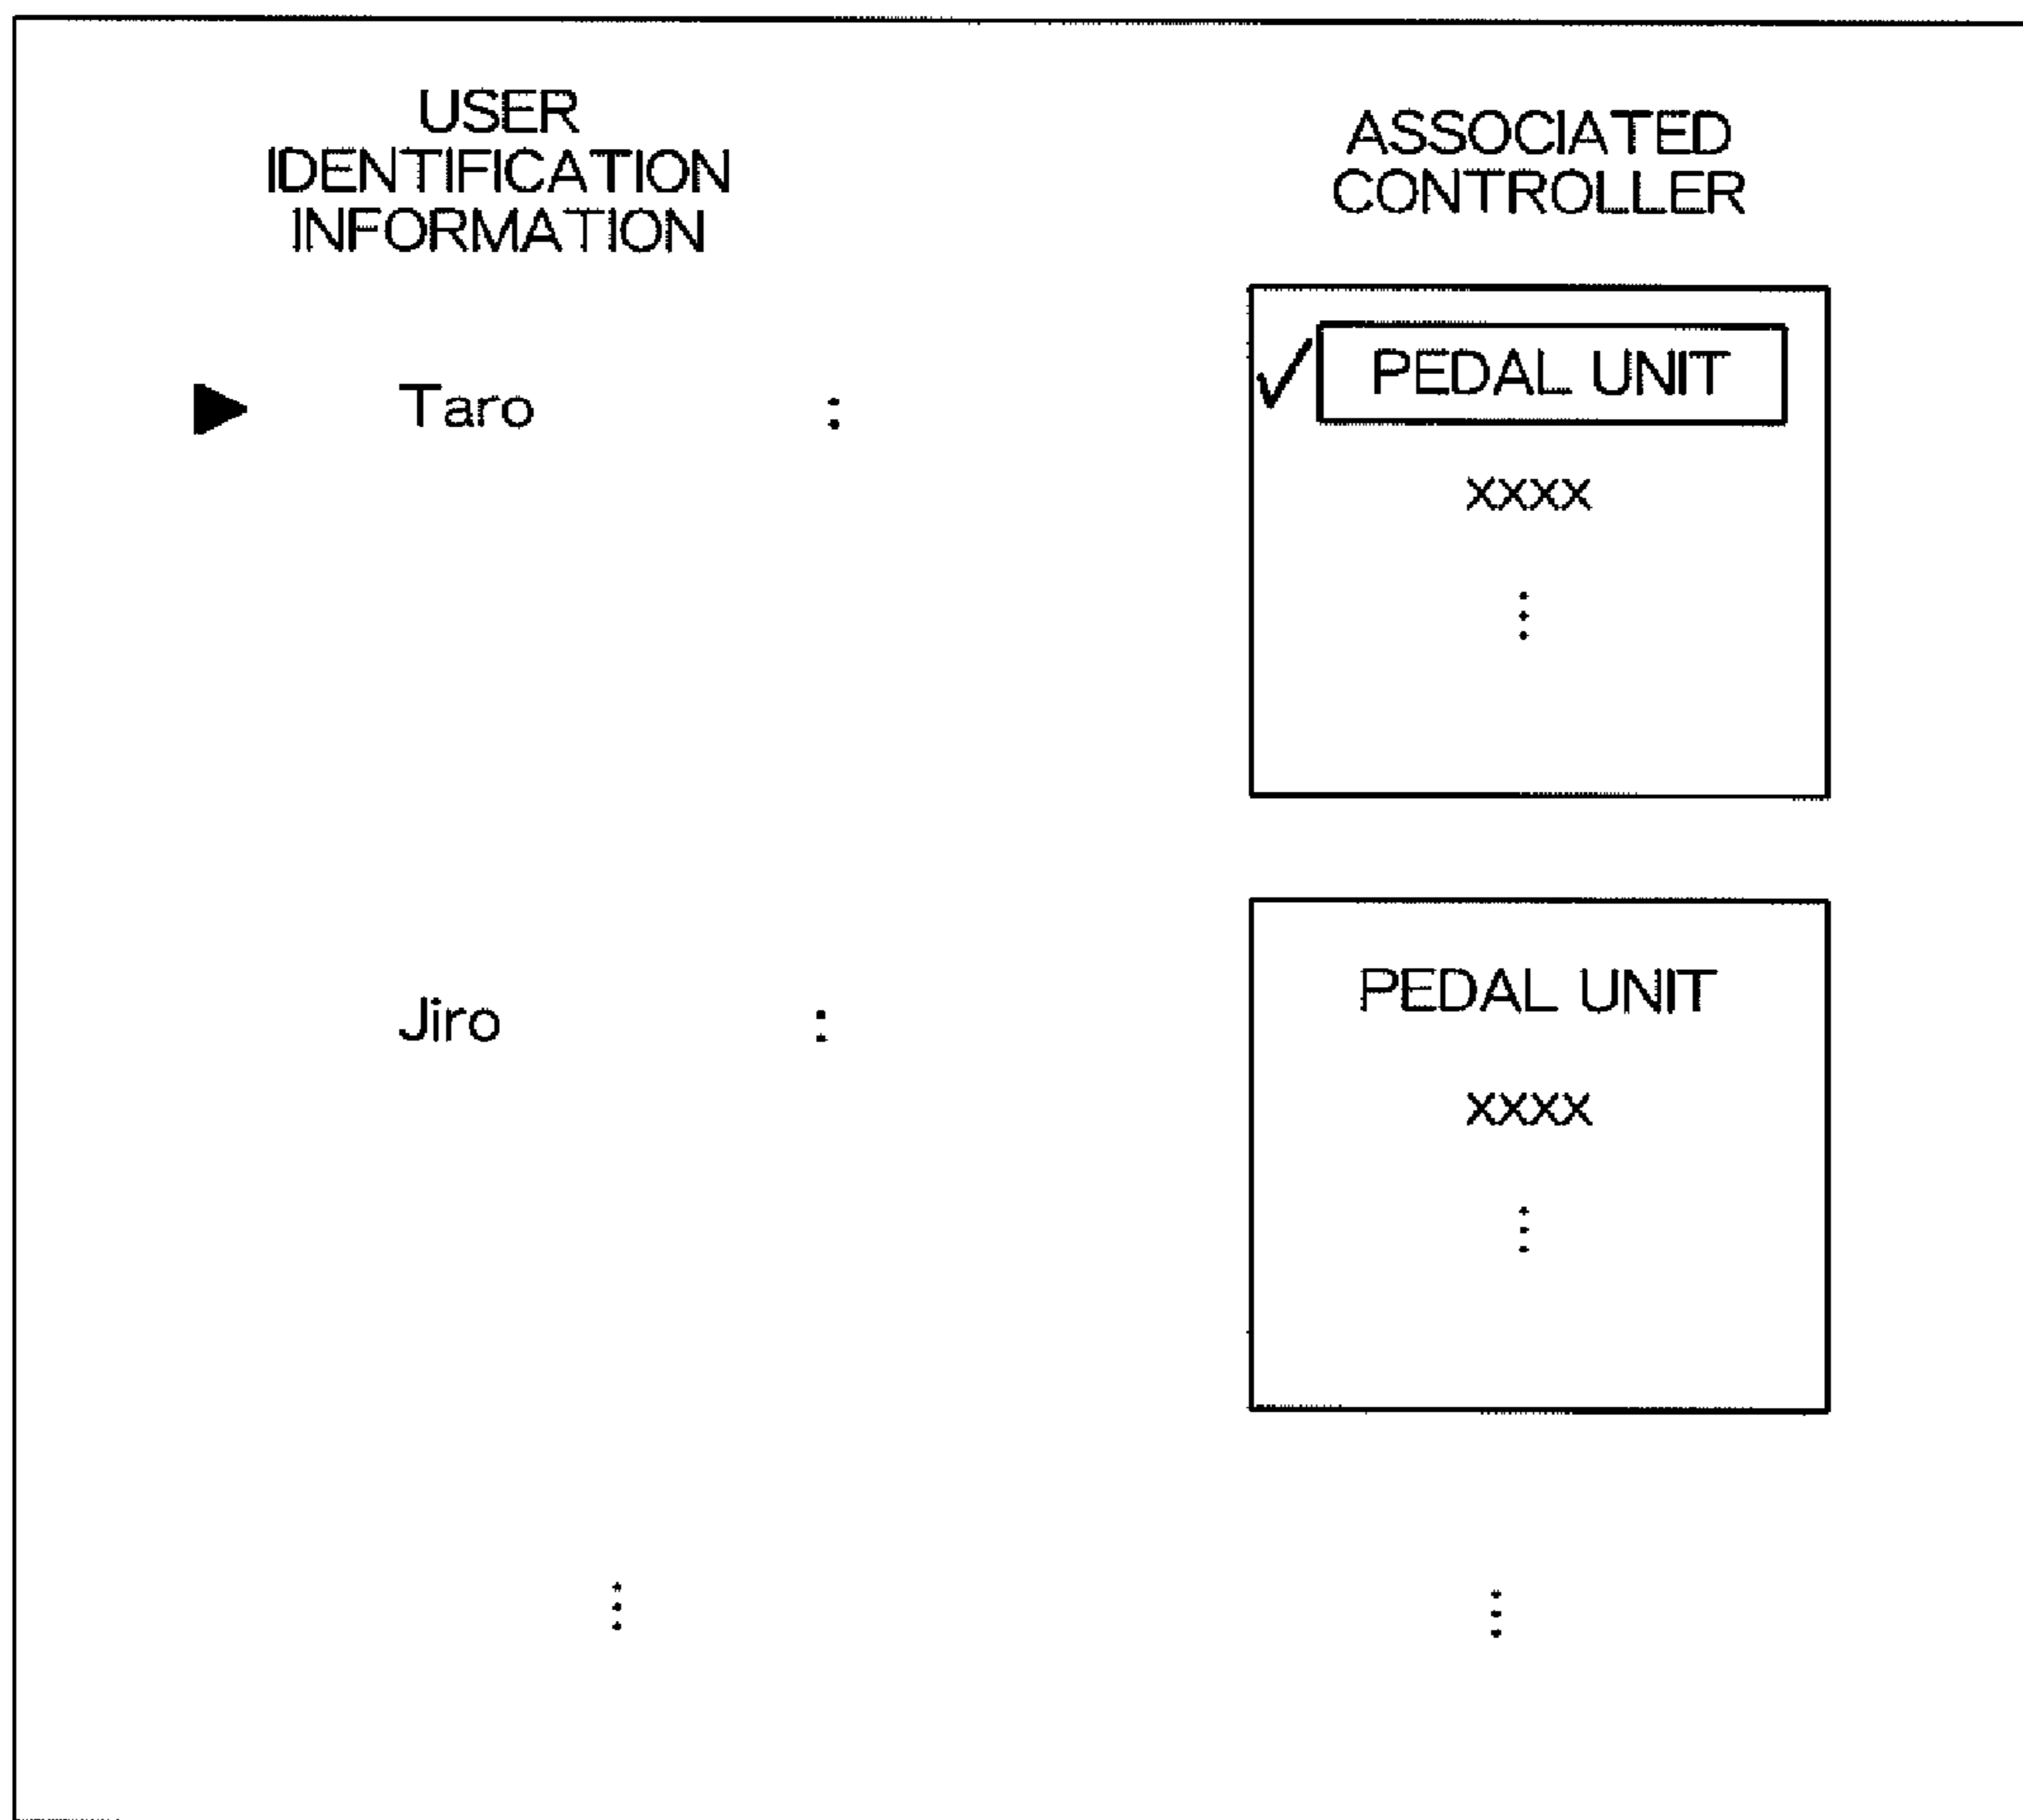 USER
IDENTIFICATION
INFORMATION
ASSOCIATED
CONTROLLER
Taro :
✓ PEDAL UNIT
xxxx
⋮
Jiro :
PEDAL UNIT
xxxx
⋮
⋮ ⋮